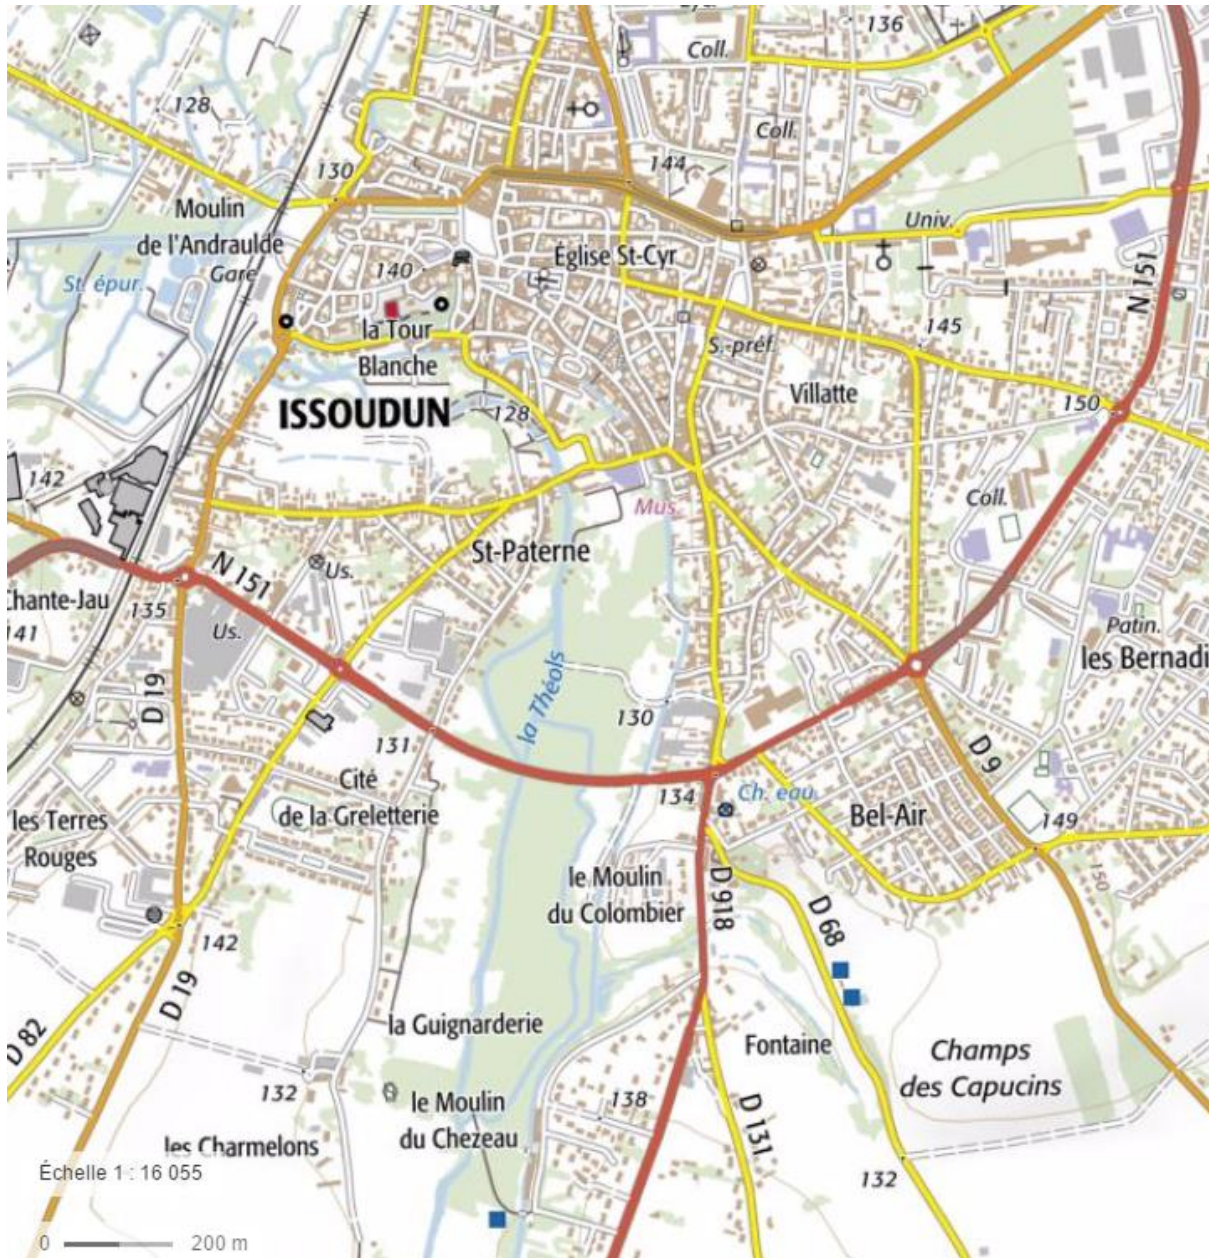 136
Coll.
128
Coll.
144
130
Moulin
de l'Andraulde
Univ.
Église St-Cyr
Gare
140
St. épur.
N 151
la Tour
Blanche
145
S.-préf.
Villatte
ISSOUDUN
128
150
142
Coll.
Mus.
St-Paterne
N 151
Us.
Chante-Jau
135
141
Us.
Patin.
les Bernadi
D 19
la Théols
130
131
D 9
Cité
de la Greletterie
134
Ch. eau
Bel-Air
149
les Terres
Rouges
le Moulin
du Colombier
150
D 918
D 68
142
D 19
D 82
la Guignarderie
Fontaine
Champs
des Capucins
132
le Moulin
du Chezeau
138
D 131
les Charmelons
132
Échelle 1 : 16 055
0 200 m